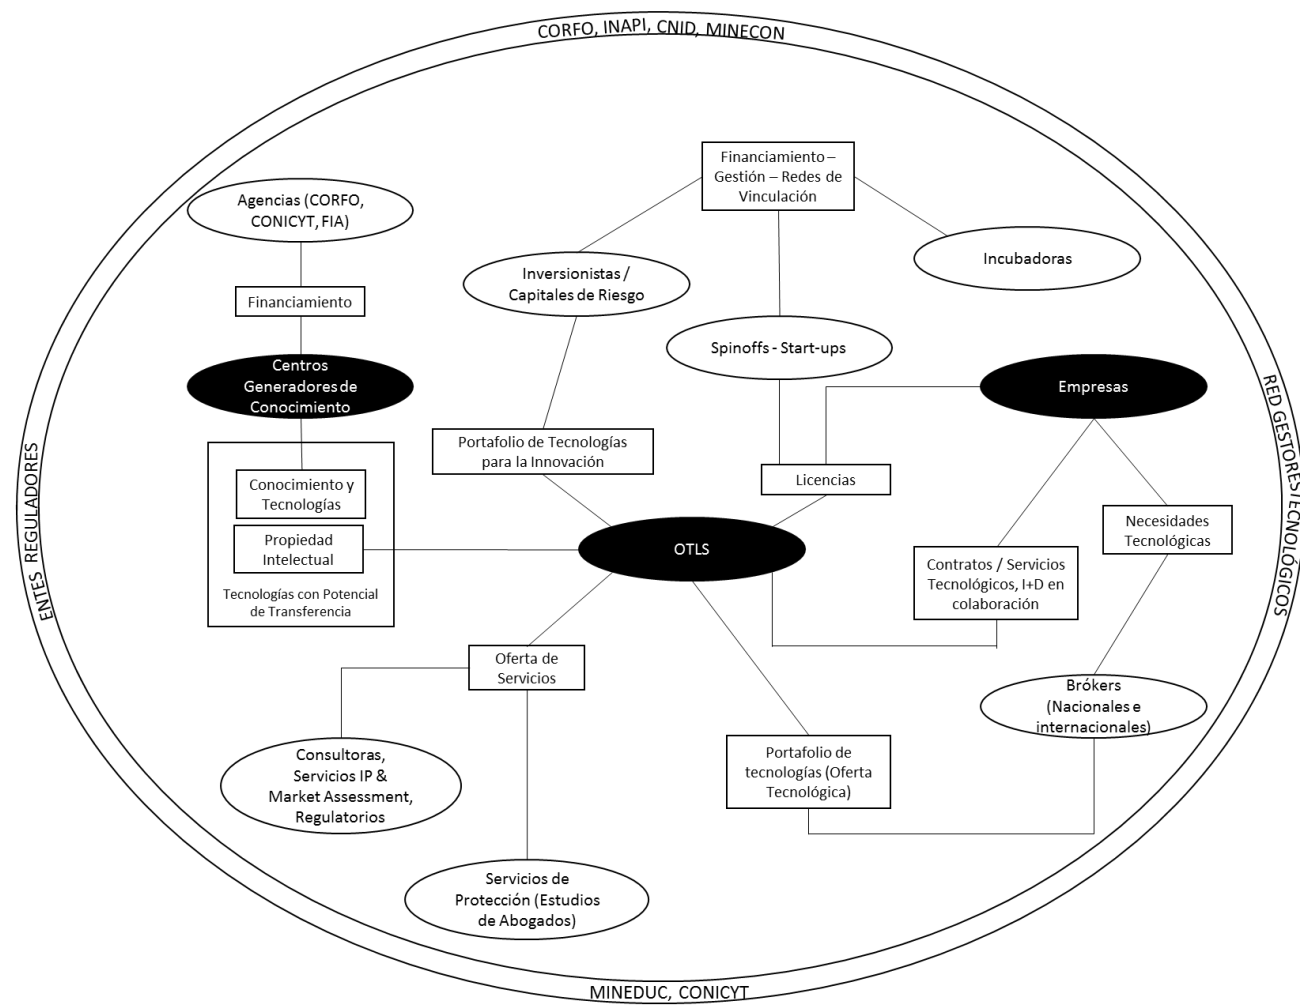 CORFO, INAPI, CNID, MINECON
Financiamiento –
Gestión – Redes de
Vinculación
Agencias (CORFO,
CONICYT, FIA)
Incubadoras
Inversionistas /
Capitales de Riesgo
Financiamiento
Spinoffs - Start-ups
Centros
Generadores de
Conocimiento
Empresas
Portafolio de Tecnologías
para la Innovación
Licencias
Conocimiento y
Tecnologías
Propiedad
Intelectual
Tecnologías con Potencial
de Transferencia
OTLS
Necesidades
Tecnológicas
Contratos / Servicios
Tecnológicos, I+D en
colaboración
ENTES REGULADORES
RED GESTORESTECNOLÓGICOS
Oferta de
Servicios
Brókers
(Nacionales e
internacionales)
Consultoras,
Servicios IP &
Market Assessment,
Regulatorios
Portafolio de
tecnologías (Oferta
Tecnológica)
Servicios de
Protección (Estudios
de Abogados)
MINEDUC, CONICYT